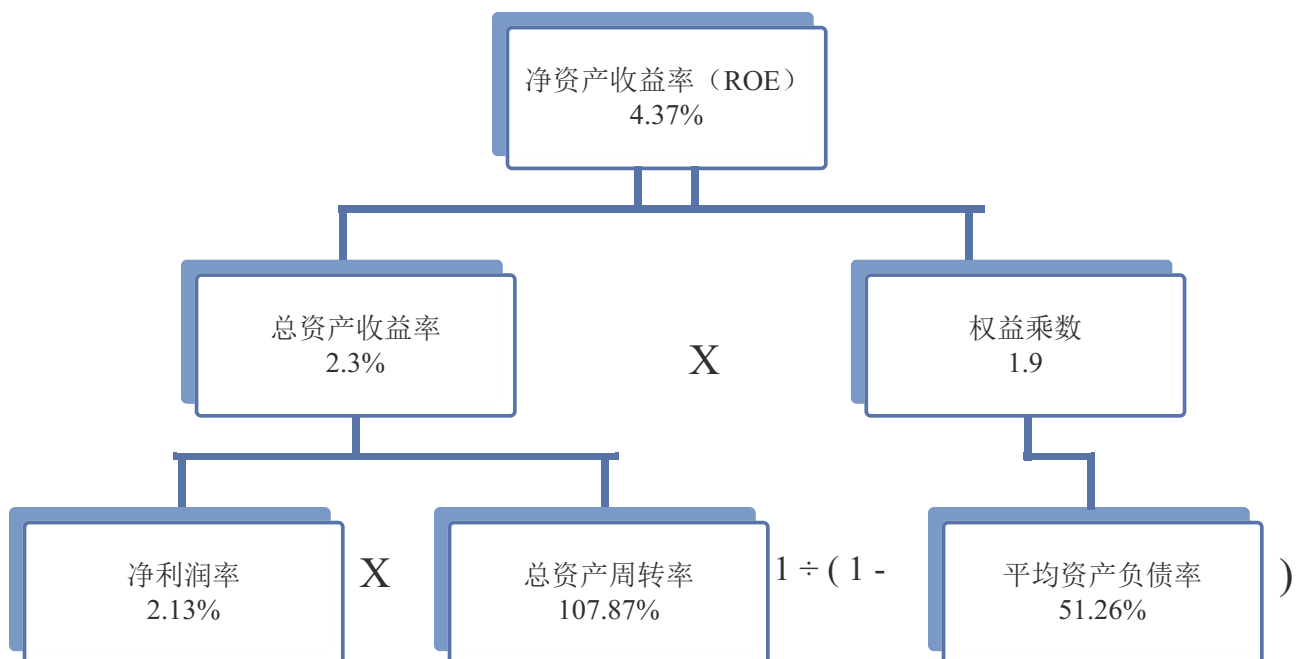 净资产收益率（ROE）
4.37%
总资产收益率
2.3%
X
权益乘数
1.9
净利润率
2.13%
X
总资产周转率
107.87%
1 ÷ ( 1 -
平均资产负债率
51.26%
)